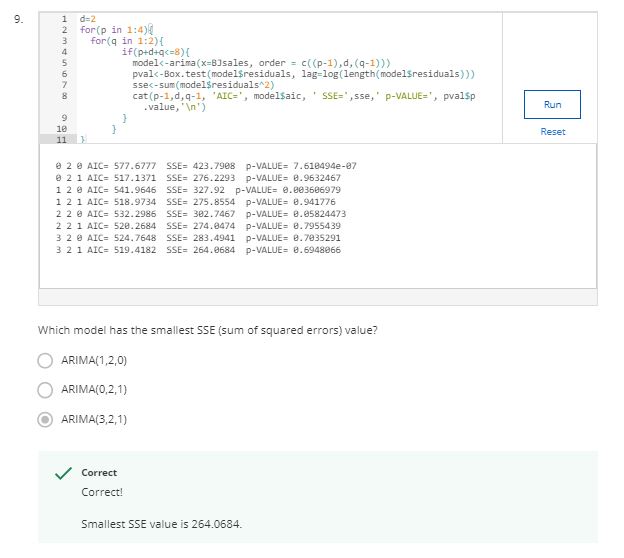 9.
1 d=2
2 for(p in 1:4){
3 for(q in 1:2){
4 if(p+d+q<=8){
5 model<-arima(x=BJsales, order = c((p-1),d,(q-1)))
6 pval<-Box.test(model$residuals, lag=log(length(model$residuals)))
7 sse<-sum(model$residuals^2)
8 cat(p-1,d,q-1, 'AIC=', model$aic, ' SSE=',sse,' p-VALUE=', pval$p
.value,'\n')
9 }
10 }
11 }
Run
Reset
0 2 0 AIC= 577.6777 SSE= 423.7908 p-VALUE= 7.610494e-07
0 2 1 AIC= 517.1371 SSE= 276.2293 p-VALUE= 0.9632467
1 2 0 AIC= 541.9646 SSE= 327.92 p-VALUE= 0.003606979
1 2 1 AIC= 518.9734 SSE= 275.8554 p-VALUE= 0.941776
2 2 0 AIC= 532.2986 SSE= 302.7467 p-VALUE= 0.05824473
2 2 1 AIC= 520.2684 SSE= 274.0474 p-VALUE= 0.7955439
3 2 0 AIC= 524.7648 SSE= 283.4941 p-VALUE= 0.7035291
3 2 1 AIC= 519.4182 SSE= 264.0684 p-VALUE= 0.6948066
Which model has the smallest SSE (sum of squared errors) value?
ARIMA(1,2,0)
ARIMA(0,2,1)
ARIMA(3,2,1)
Correct
Correct!
Smallest SSE value is 264.0684.